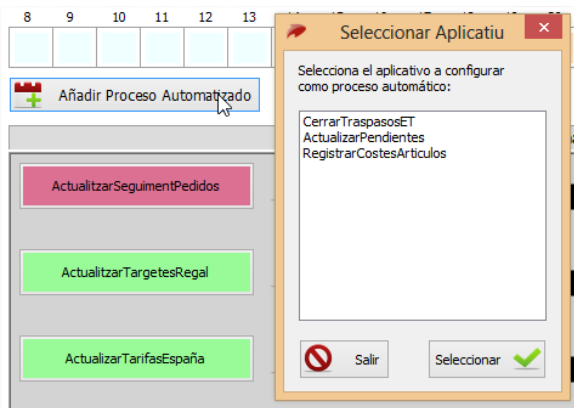 8 9 10 11 12 13
Seleccionar Aplicatiu
Selecciona el aplicativo a configurar
como proceso automático:
Añadir Proceso Automatizado
CerrarTraspasosET
ActualizarPendientes
RegistrarCostesArticulos
ActualitzarSeguimentPedidos
ActualitzarTargetesRegal
ActualizarTarifasEspaña
Salir
Seleccionar